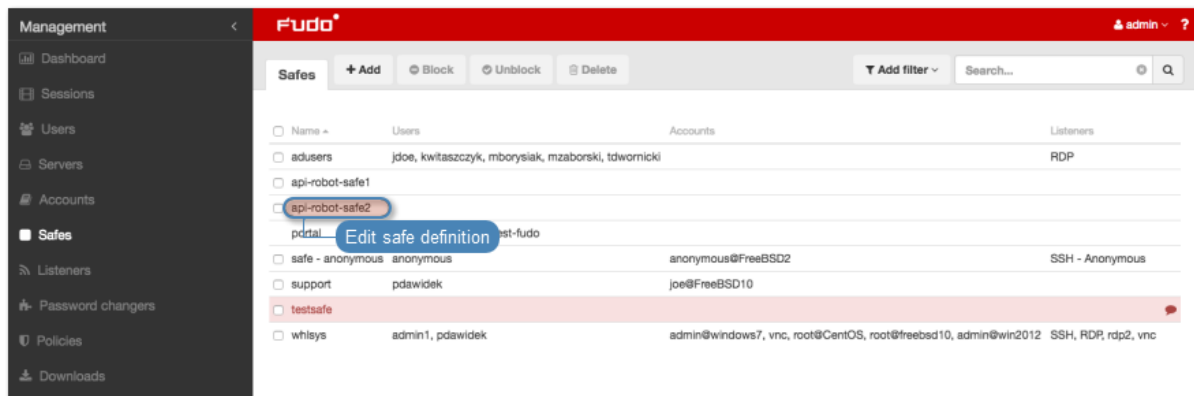 Management <
FUDO
admin ?
Dashboard
Sessions
Users
Servers
Accounts
Safes
Listeners
Password changers
Policies
Downloads
Safes + Add Block Unblock Delete Add filter Search...
Name Users Accounts Listeners
adusers jdoe, kwitaszczyk, mborysiak, mzaborski, tdwornicki RDP
api-robot-safe1
api-robot-safe2
portal Edit safe definition est-fudo
safe - anonymous anonymous anonymous@FreeBSD2 SSH - Anonymous
support pdawidek joe@FreeBSD10
testsafe
whlsys admin1, pdawidek admin@windows7, vnc, root@CentOS, root@freebsd10, admin@win2012 SSH, RDP, rdp2, vnc